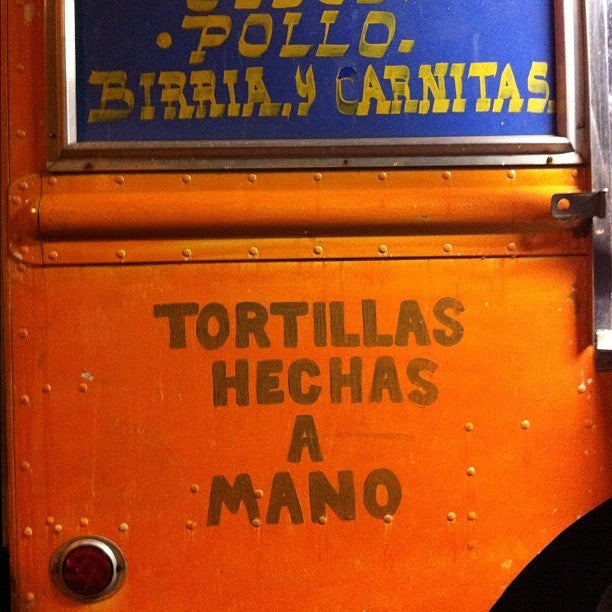 ·POLLO.
BIRRIA, Y CARNITAS.
TORTILLAS
HECHAS
A
MANO